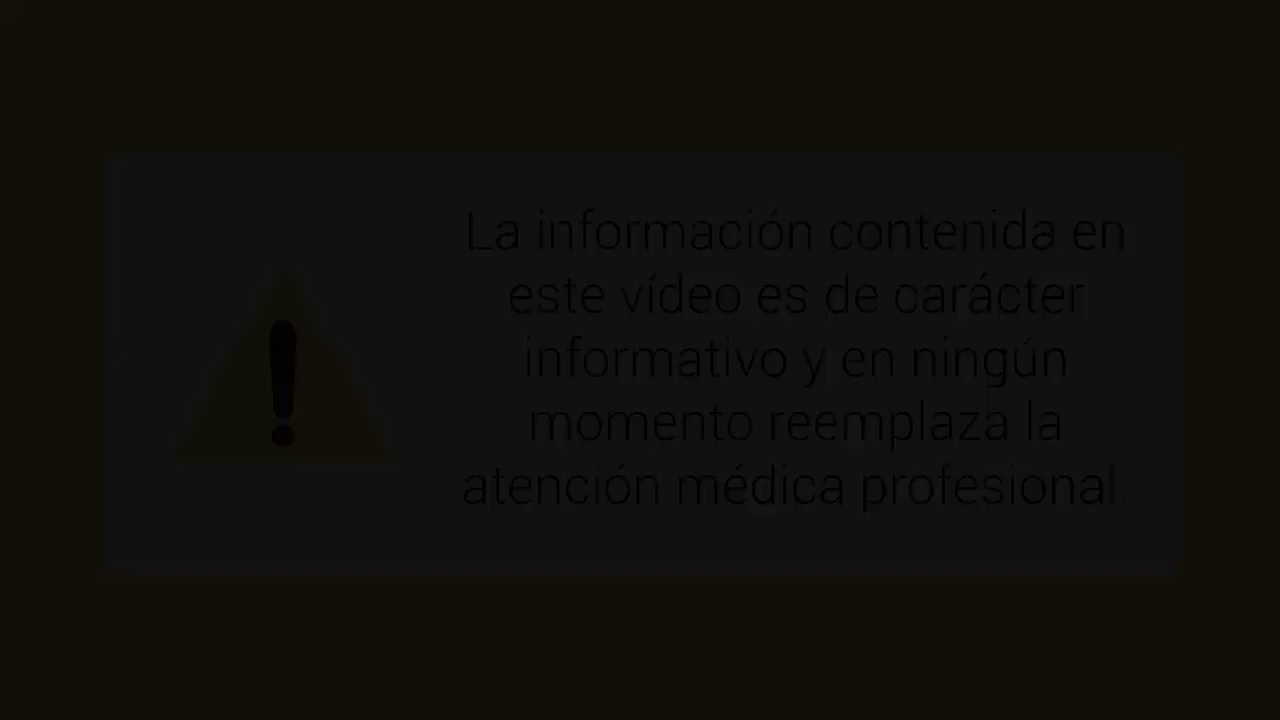 La información contenida en
este vídeo es de carácter
informativo y en ningún
momento reemplaza la
atención médica profesional.